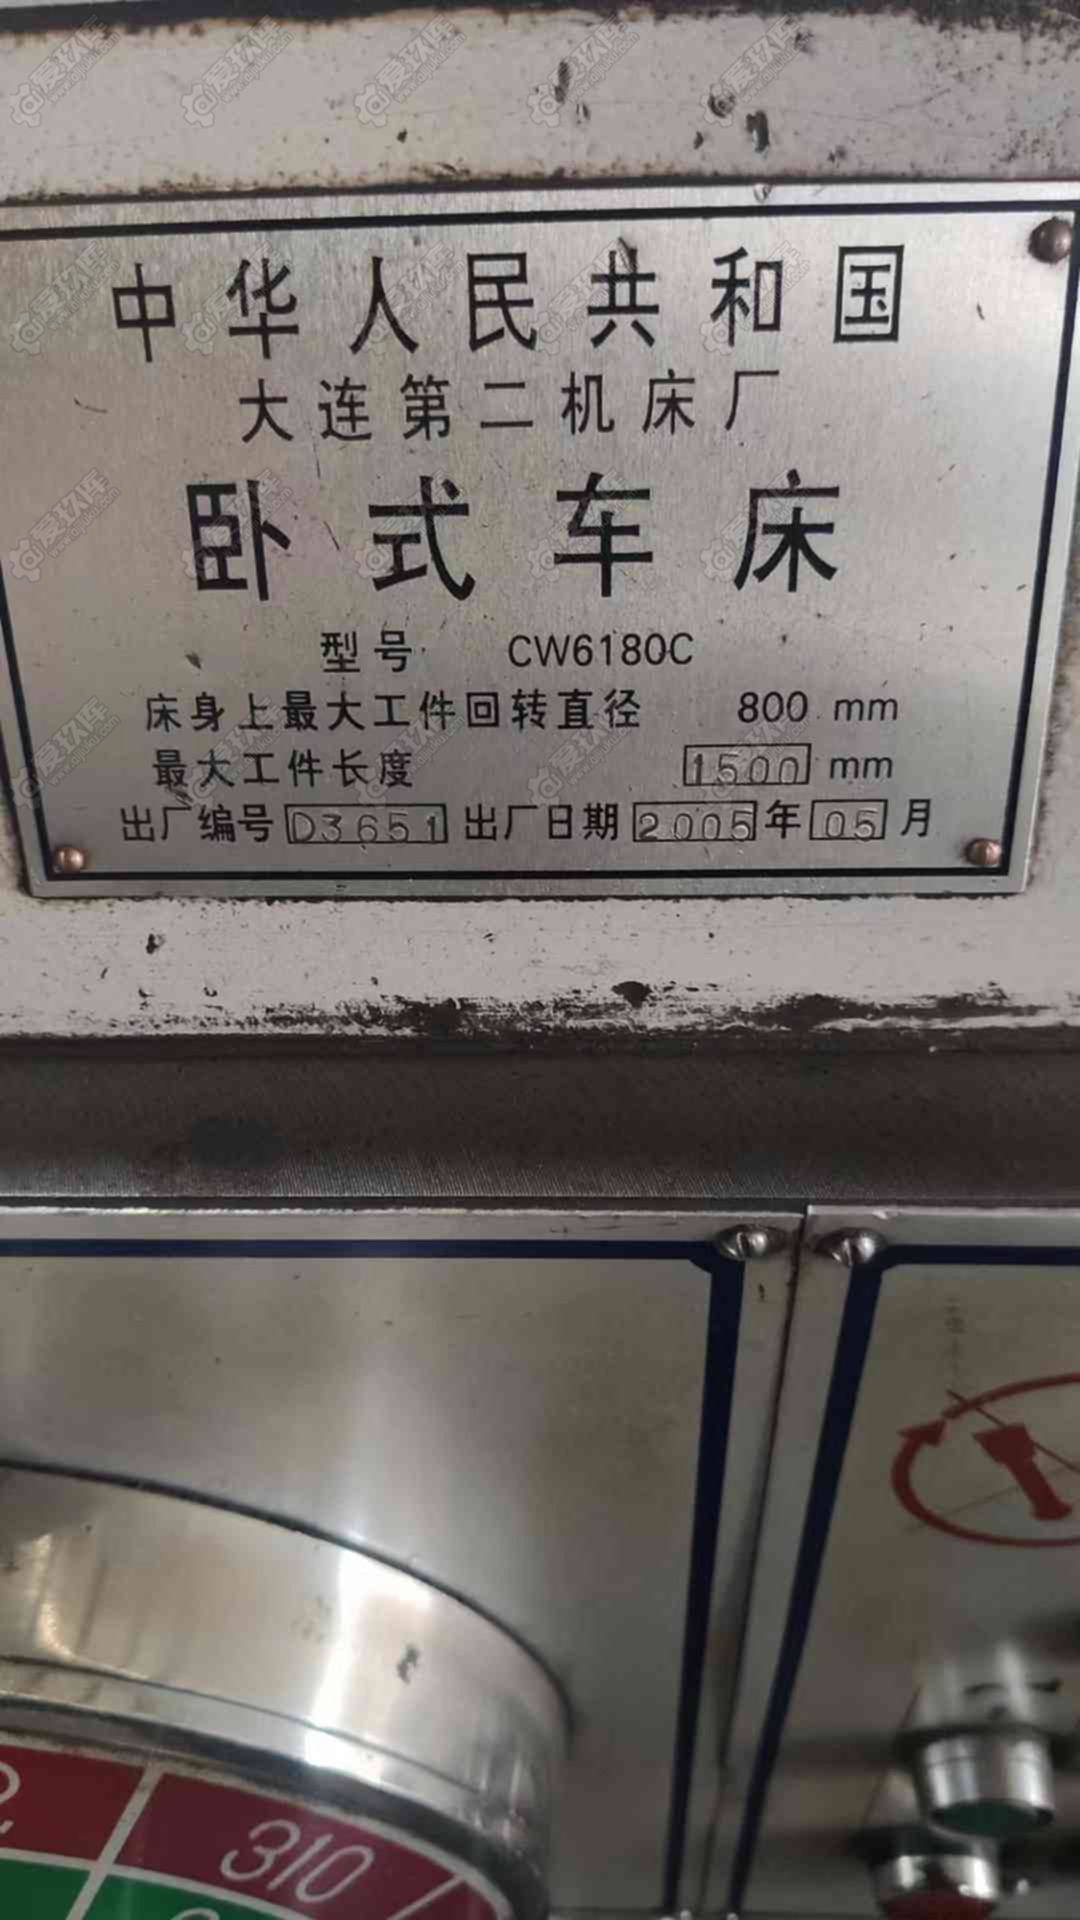 中华人民共和国
大连第二机床厂
卧式车床
型号 CW6180C
床身上最大工件回转直径 800 mm
最大工件长度 1500 mm
出厂编号 D3651 出厂日期 2005 年 05 月
310